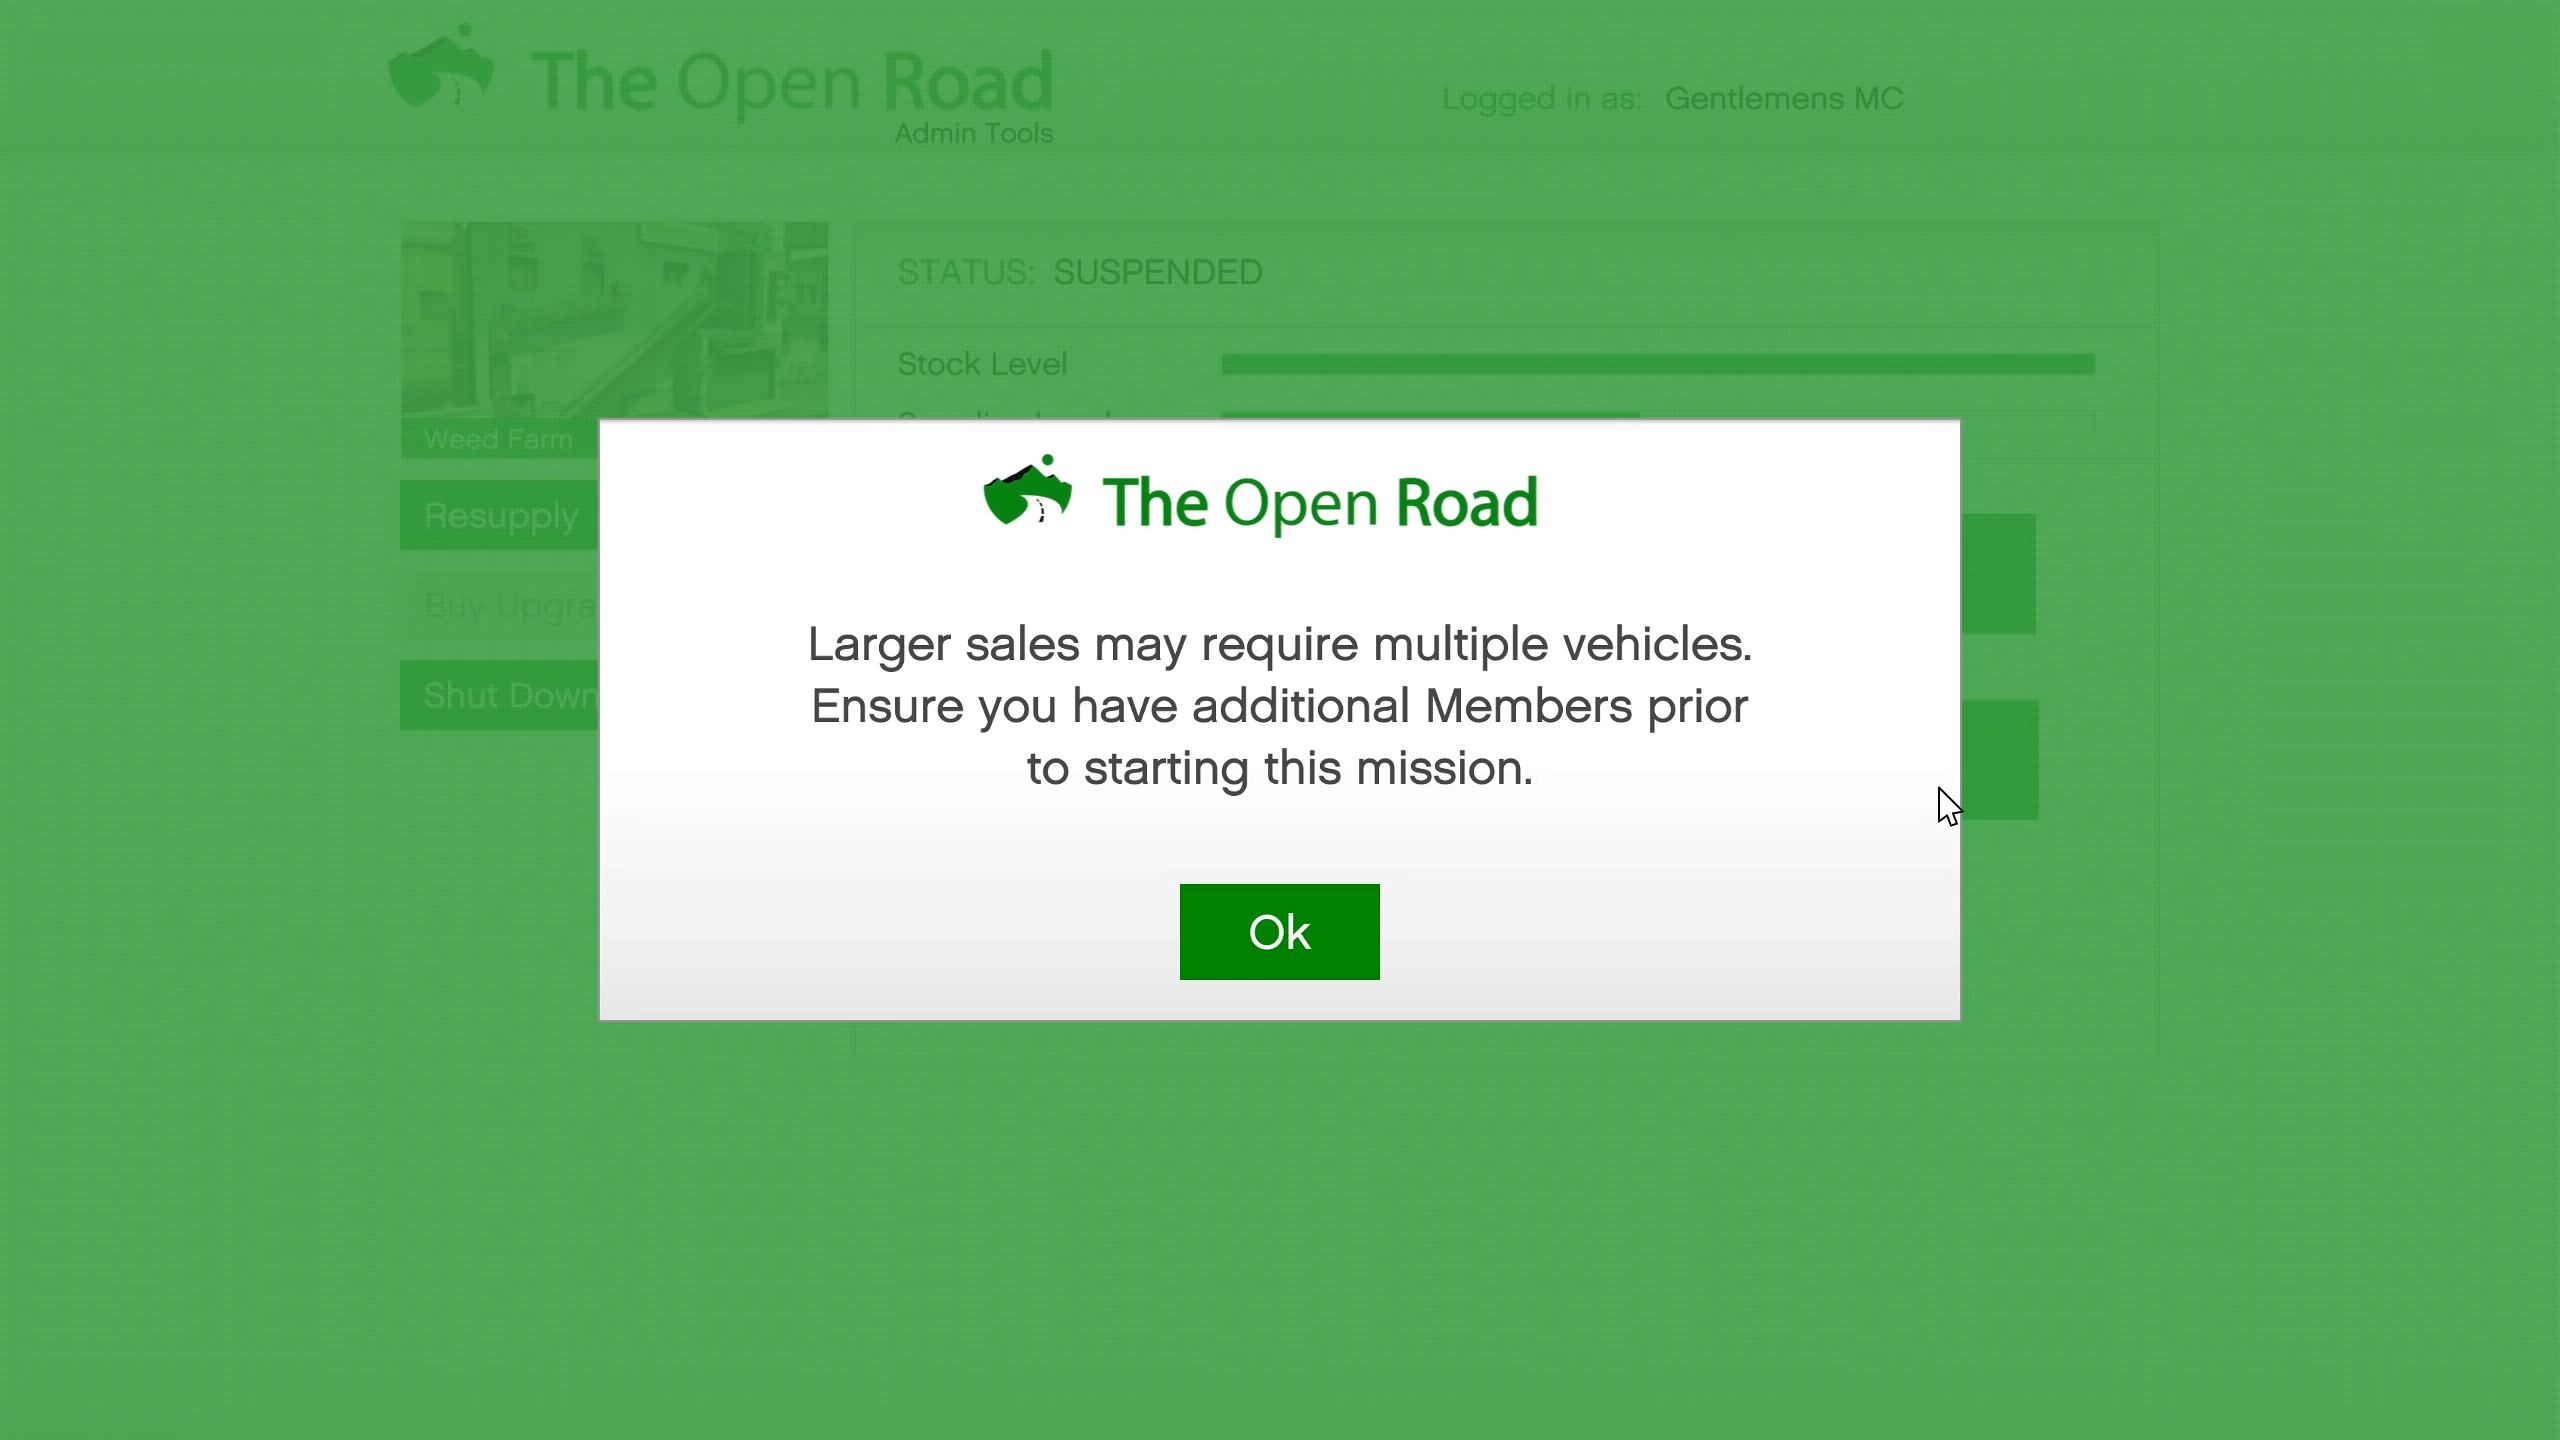 The Open Road
Admin Tools
Logged in as: Gentlemens MC
STATUS: SUSPENDED
Stock Level
Weed Farm
Resupply
Buy Upgra
Shut Down
The Open Road
Larger sales may require multiple vehicles.
Ensure you have additional Members prior
to starting this mission.
Ok